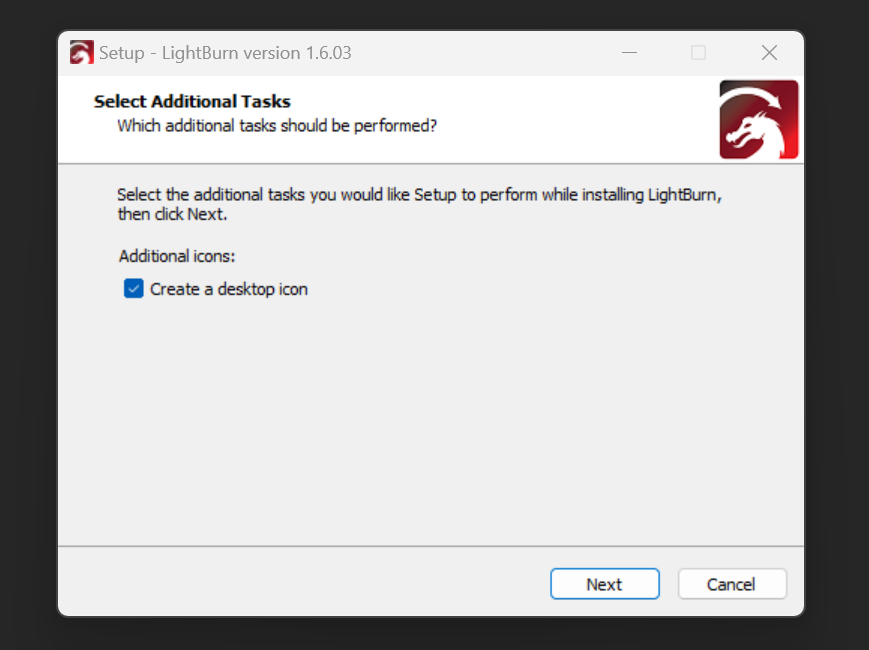 Setup - LightBurn version 1.6.03
Select Additional Tasks
Which additional tasks should be performed?
Select the additional tasks you would like Setup to perform while installing LightBurn,
then click Next.
Additional icons:
Create a desktop icon
Next
Cancel